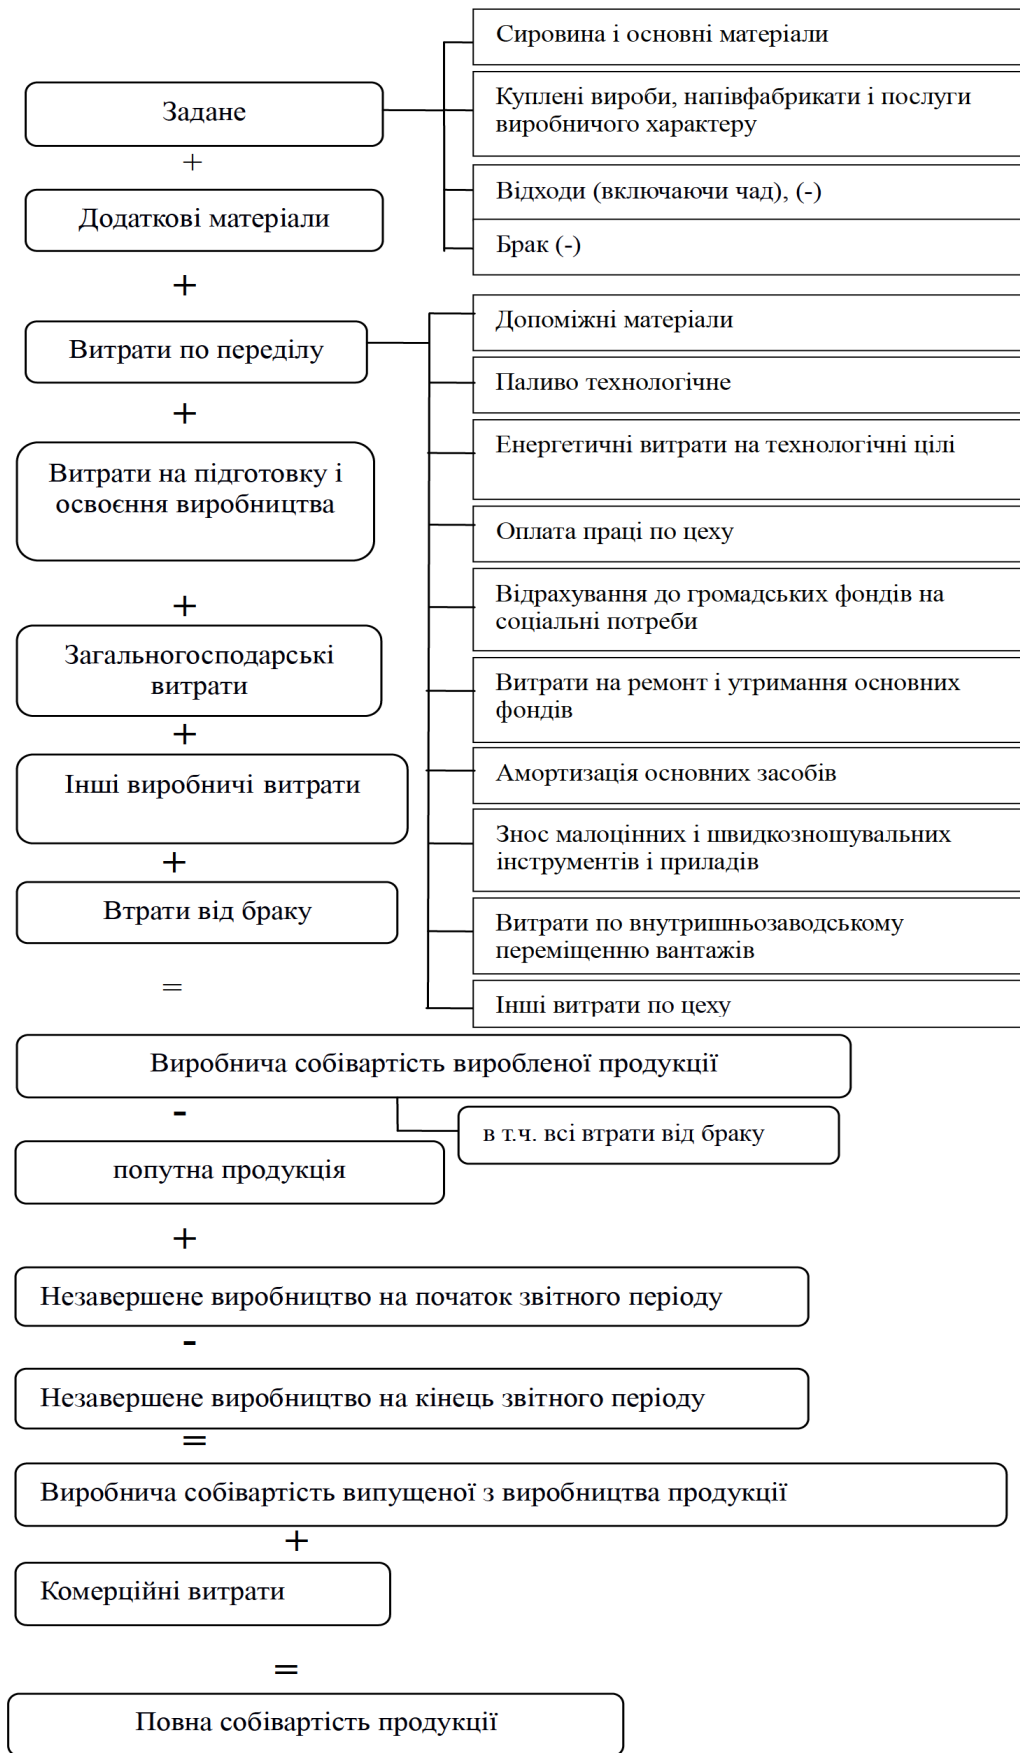 Задане
Сировина і основні матеріали
Куплені вироби, напівфабрикати і послуги
виробничого характеру
Відходи (включаючи чад), (-)
Брак (-)
+
Додаткові матеріали
+
Витрати по переділу
Допоміжні матеріали
Паливо технологічне
Енергетичні витрати на технологічні цілі
Оплата праці по цеху
Відрахування до громадських фондів на
соціальні потреби
Витрати на ремонт і утримання основних
фондів
Амортизація основних засобів
Знос малоцінних і швидкозношувальних
інструментів і приладів
Витрати по внутришньозаводському
переміщенню вантажів
Інші витрати по цеху
+
Витрати на підготовку і
освоєння виробництва
+
Загальногосподарські
витрати
+
Інші виробничі витрати
+
Втрати від браку
=
Виробнича собівартість виробленої продукції
в т.ч. всі втрати від браку
-
попутна продукція
+
Незавершене виробництво на початок звітного періоду
-
Незавершене виробництво на кінець звітного періоду
=
Виробнича собівартість випущеної з виробництва продукції
+
Комерційні витрати
=
Повна собівартість продукції